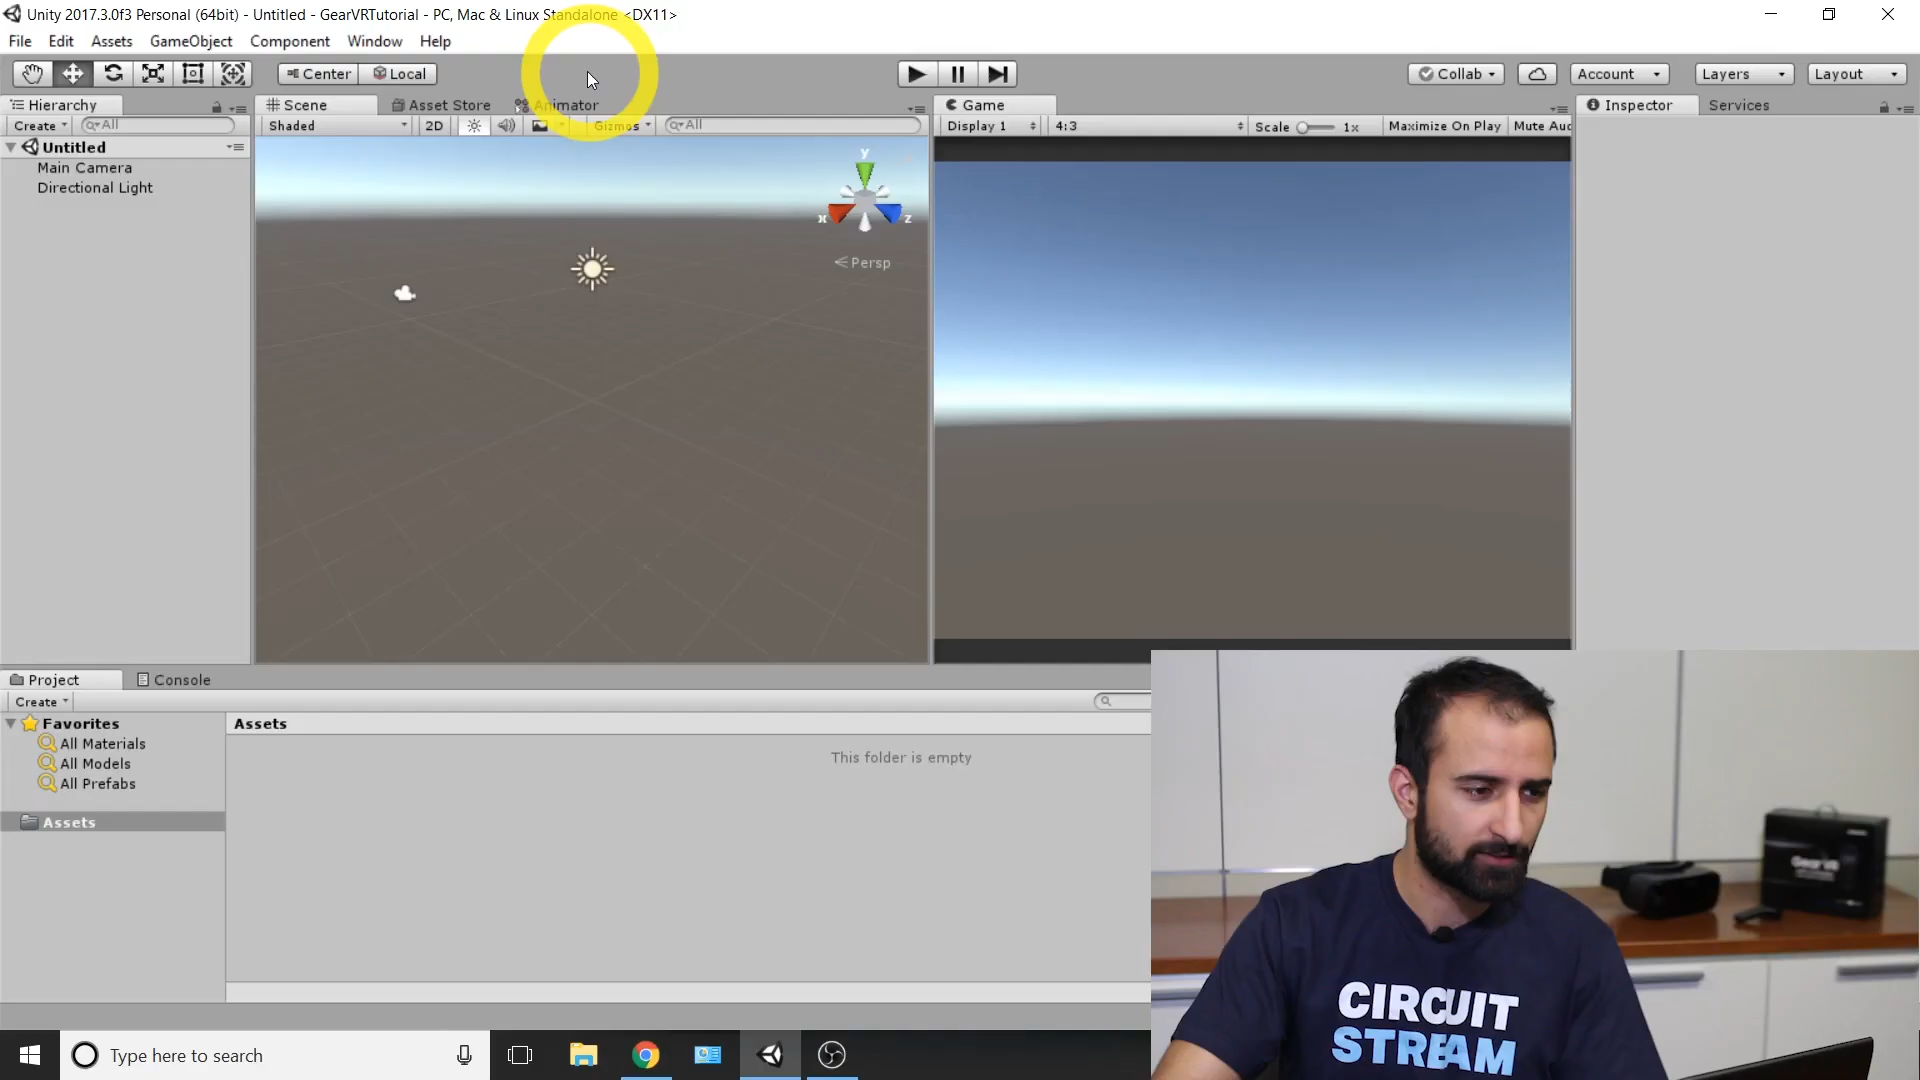 Unity 2017.3.0f3 Personal (64bit) - Untitled - GearVRTutorial - PC, Mac & Linux Standalone <DX11>
File Edit Assets GameObject Component Window Help
Center Local Collab Account Layers Layout
Hierarchy Scene Asset Store Animator Game Inspector Services
Create All Shaded 2D Gizmos All Display 1 4:3 Scale 1x Maximize On Play Mute Aud
Untitled
Main Camera
Directional Light
y
x z
Persp
Project Console
Create
Favorites Assets
All Materials
This folder is empty
All Models
All Prefabs
Assets
Gear VR
CIRCUIT
STREAM
Type here to search